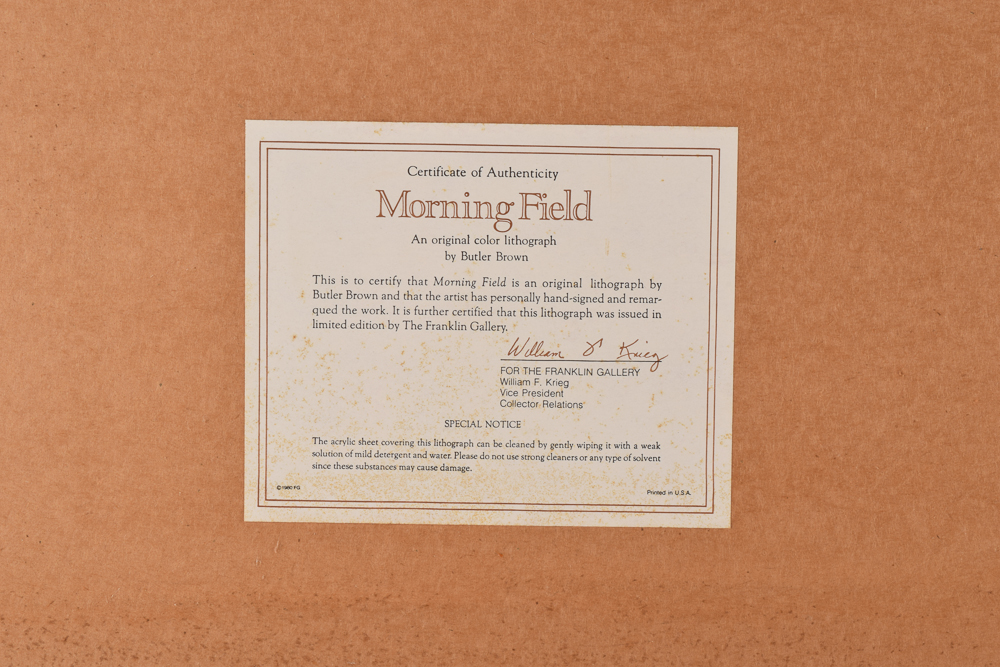 Certificate of Authenticity
Morning Field
An original color lithograph
by Butler Brown
This is to certify that Morning Field is an original lithograph by
Butler Brown and that the artist has personally hand-signed and remar-
qued the work. It is further certified that this lithograph was issued in
limited edition by The Franklin Gallery.
William F. Krieg
FOR THE FRANKLIN GALLERY
William F. Krieg
Vice President
Collector Relations
SPECIAL NOTICE
The acrylic sheet covering this lithograph can be cleaned by gently wiping it with a weak
solution of mild detergent and water. Please do not use strong cleaners or any type of solvent
since these substances may cause damage.
© 1980 FG
Printed in U.S.A.